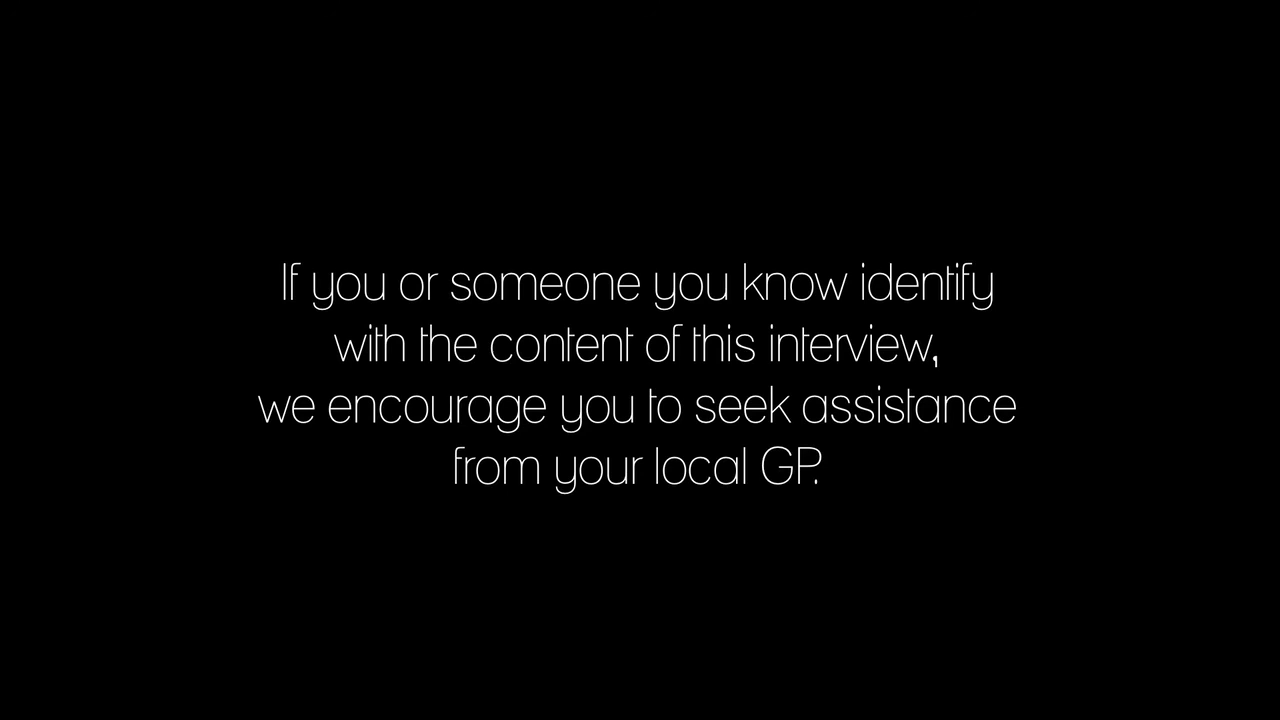 If you or someone you know identify
with the content of this interview,
we encourage you to seek assistance
from your local GP.